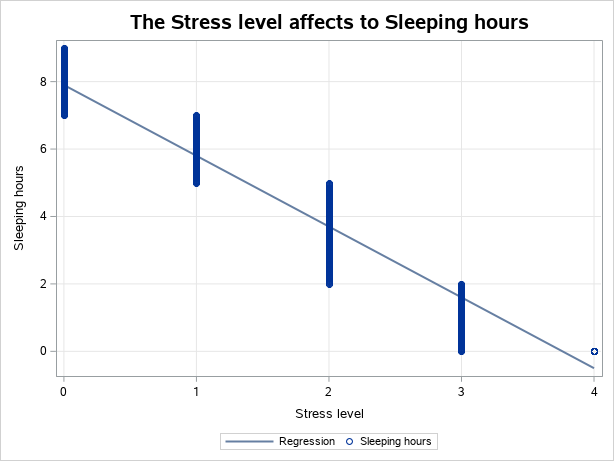 The Stress level affects to Sleeping hours
Sleeping hours
8
6
4
2
0
0 1 2 3 4
Stress level
Regression Sleeping hours